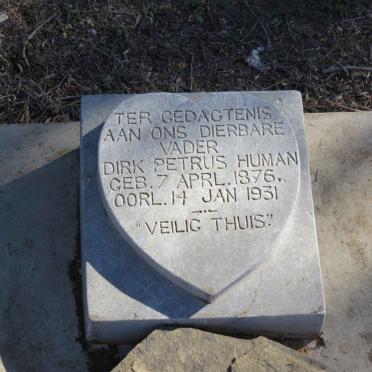 TER GEDAGTENIS
AAN ONS DIERBARE
VADER
DIRK PETRUS HUMAN
GEB. 7 APRL. 1876.
OORL. 14 JAN 1931
"VEILIG THUIS."